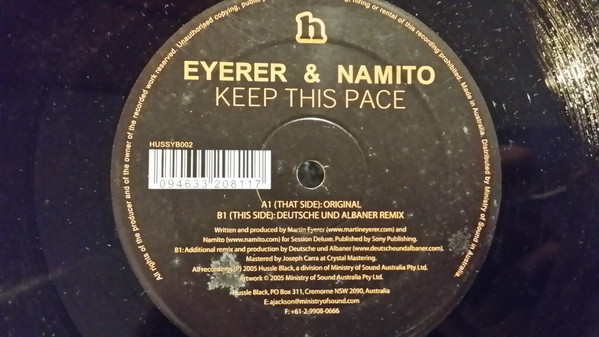 h
EYERER & NAMITO
KEEP THIS PACE
HUSSYB002
094633 208117
A1 (THAT SIDE): ORIGINAL
B1 (THIS SIDE): DEUTSCHE UND ALBANER REMIX
Written and produced by Martin Eyerer (www.martineyerer.com) and
Namito (www.namito.com) for Session Deluxe. Published by Sony Publishing.
B1: Additional remix and production by Deutsche und Albaner (www.deutscheundalbaner.com).
Mastered by Joseph Carra at Crystal Mastering.
All recordings (P) 2005 Hussle Black, a division of Ministry of Sound Australia Pty Ltd.
Artwork © 2005 Ministry of Sound Australia Pty Ltd.
Hussle Black, PO Box 311, Cremorne NSW 2090, Australia
E: ajackson@ministryofsound.com
F: +61-2-9908-0666
All rights of the producer and of the owner of the recorded work reserved. Unauthorised copying, public
or hiring or rental of this recording prohibited. Made in Australia. Distributed by Ministry of Sound in Australia.